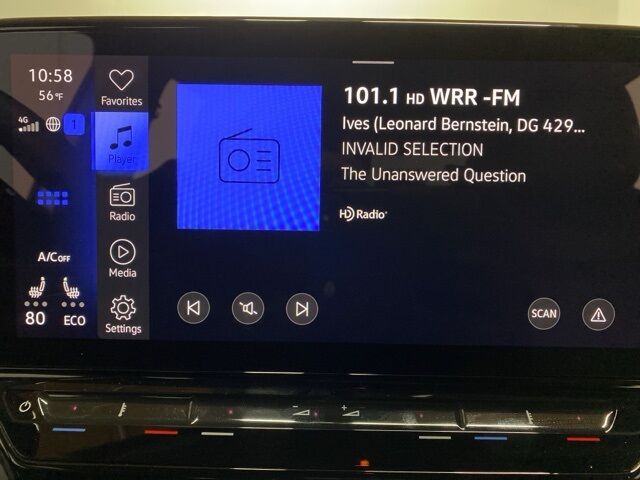 10:58
56°F
4G
1
A/C OFF
80 ECO
Favorites
Player
Radio
Media
Settings
101.1 HD WRR -FM
Ives (Leonard Bernstein, DG 429...
INVALID SELECTION
The Unanswered Question
HD Radio
SCAN